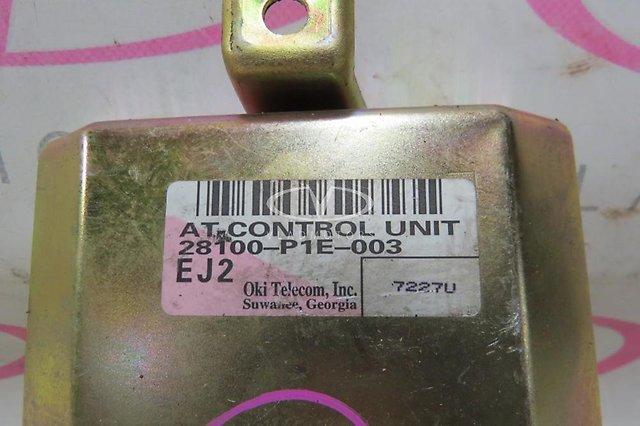 AT CONTROL UNIT
28100-P1E-003
EJ2
Oki Telecom, Inc.
Suwanee, Georgia
7227U